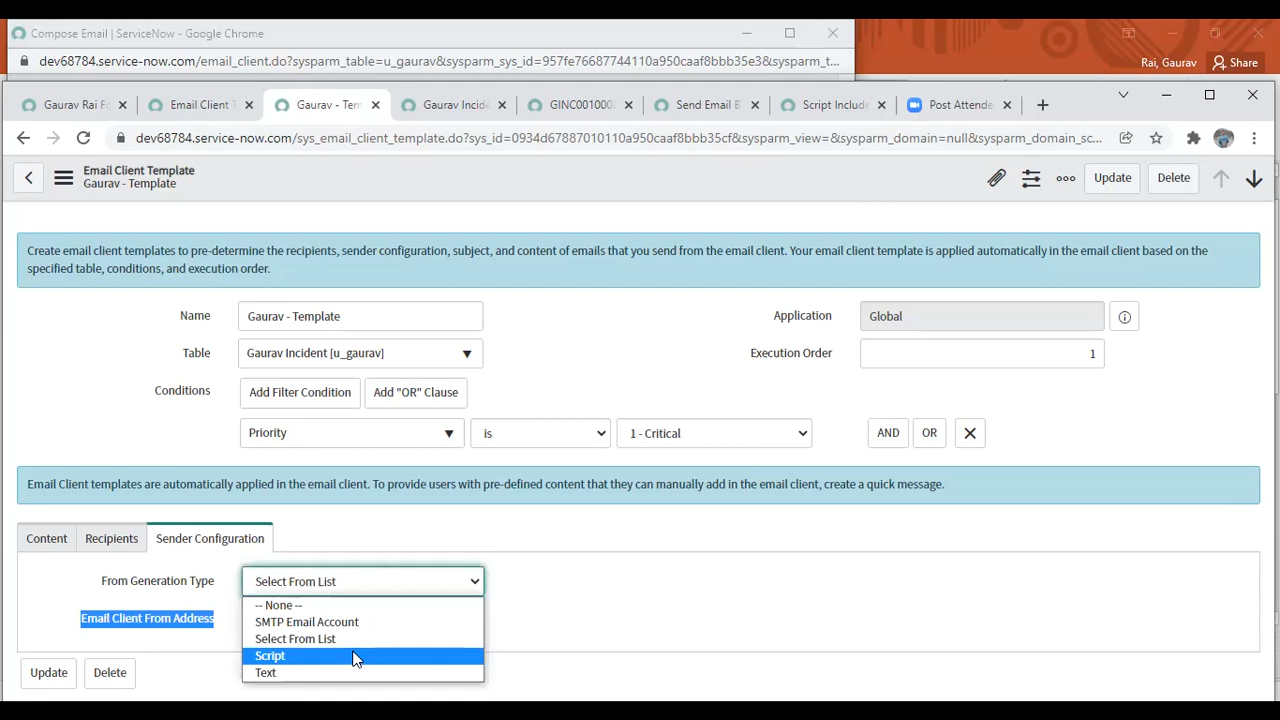 Compose Email | ServiceNow - Google Chrome
dev68784.service-now.com/email_client.do?sysparm_table=u_gaurav&sysparm_sys_id=957fe76687744110a950caaf8bbb35e3&sysparm_t...
Rai, Gaurav
Share
Gaurav Rai F
Email Client T
Gaurav - Tem
Gaurav Incid
GINC001000
Send Email B
Script Includ
Post Attende
dev68784.service-now.com/sys_email_client_template.do?sys_id=0934d67887010110a950caaf8bbb35cf&sysparm_view=&sysparm_domain=null&sysparm_domain_sc...
Email Client Template
Gaurav - Template
Update
Delete
Create email client templates to pre-determine the recipients, sender configuration, subject, and content of emails that you send from the email client. Your email client template is applied automatically in the email client based on the
specified table, conditions, and execution order.
Name
Gaurav - Template
Application
Global
Table
Gaurav Incident [u_gaurav]
Execution Order
1
Conditions
Add Filter Condition
Add "OR" Clause
Priority
is
1 - Critical
AND
OR
Email Client templates are automatically applied in the email client. To provide users with pre-defined content that they can manually add in the email client, create a quick message.
Content
Recipients
Sender Configuration
From Generation Type
Select From List
-- None --
Email Client From Address
SMTP Email Account
Select From List
Script
Text
Update
Delete